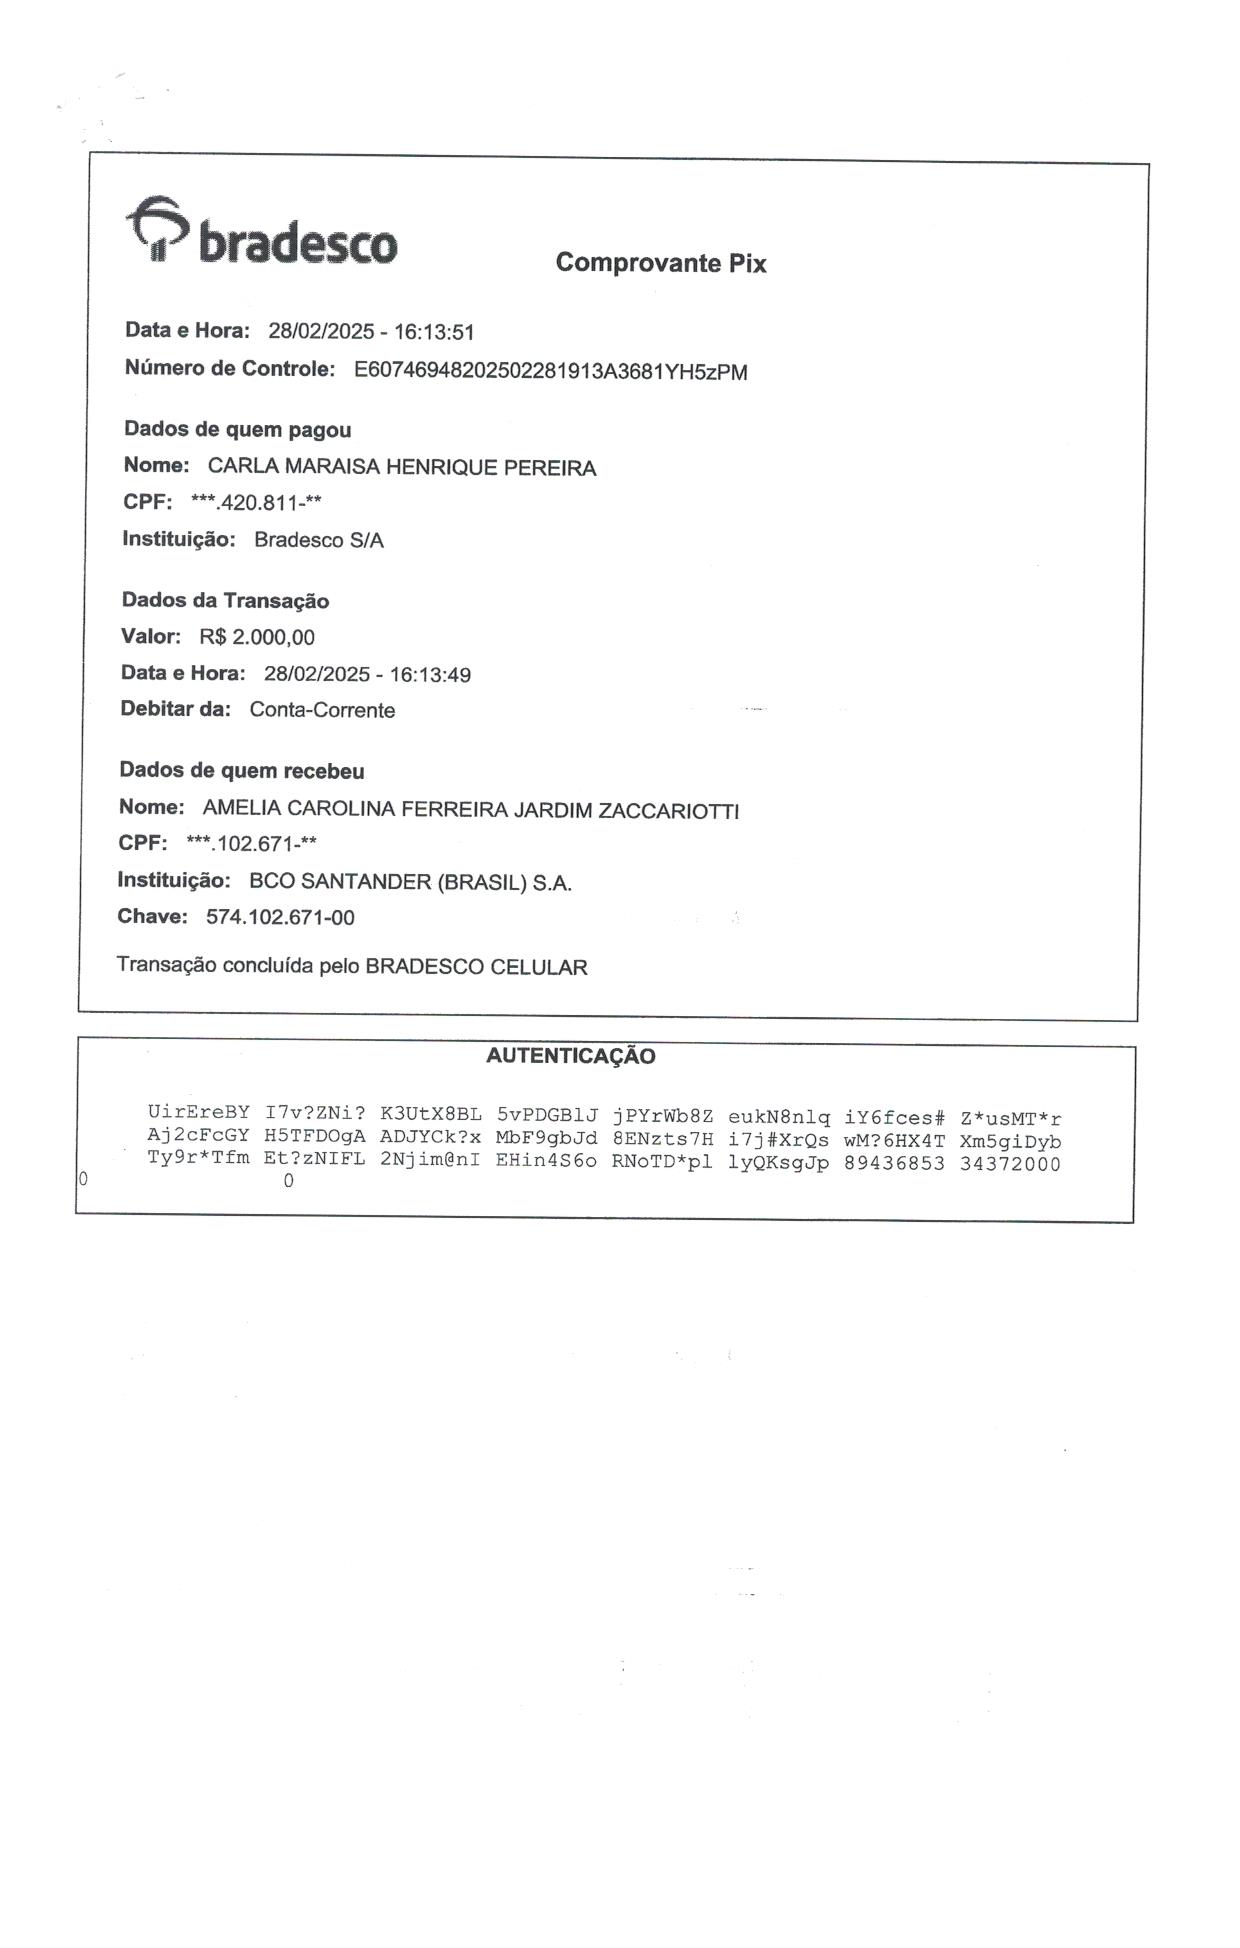 bradesco
Comprovante Pix
Data e Hora: 28/02/2025 - 16:13:51
Número de Controle: E60746948202502281913A3681YH5zPM
Dados de quem pagou
Nome: CARLA MARAISA HENRIQUE PEREIRA
CPF: ***.420.811-**
Instituição: Bradesco S/A
Dados da Transação
Valor: R$ 2.000,00
Data e Hora: 28/02/2025 - 16:13:49
Debitar da: Conta-Corrente
Dados de quem recebeu
Nome: AMELIA CAROLINA FERREIRA JARDIM ZACCARIOTTI
CPF: ***.102.671-**
Instituição: BCO SANTANDER (BRASIL) S.A.
Chave: 574.102.671-00
Transação concluída pelo BRADESCO CELULAR
AUTENTICAÇÃO
UirEreBY I7v?ZNi? K3UtX8BL 5vPDGBlJ jPYrWb8Z eukN8nlq iY6fces# Z*usMT*r
Aj2cFcGY H5TFDOgA ADJYCk?x MbF9gbJd 8ENzts7H i7j#XrQs wM?6HX4T Xm5giDyb
Ty9r*Tfm Et?zNIFL 2Njim@nI EHin4S6o RNoTD*pl lyQKsgJp 89436853 34372000
0 0